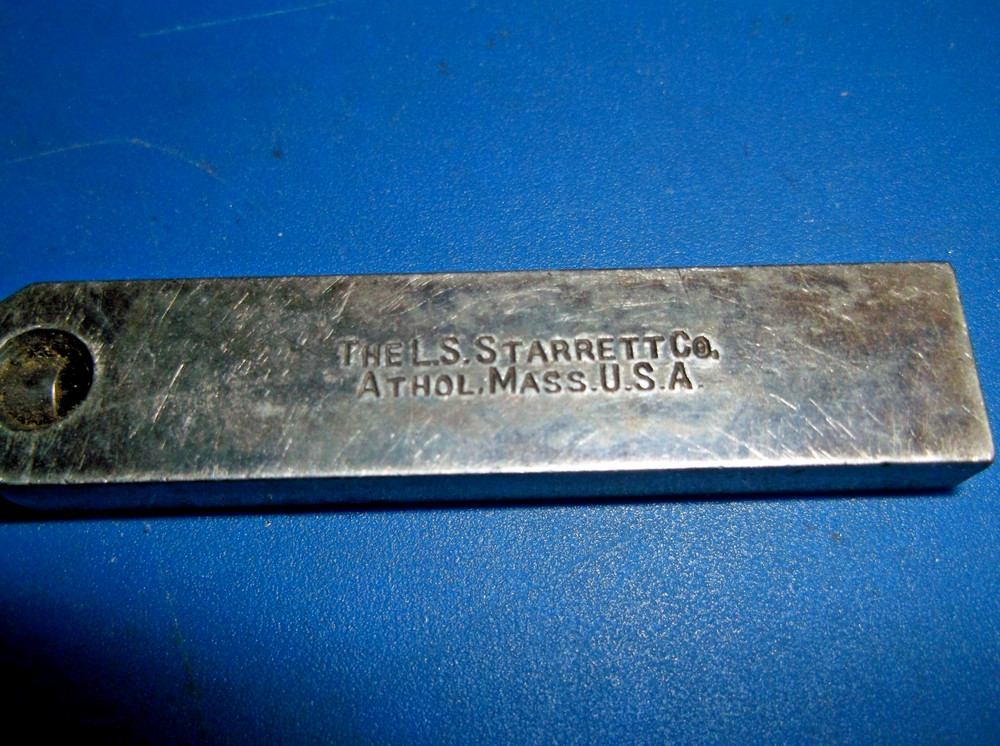 THE L.S. STARRETT CO.
ATHOL. MASS. U.S.A.